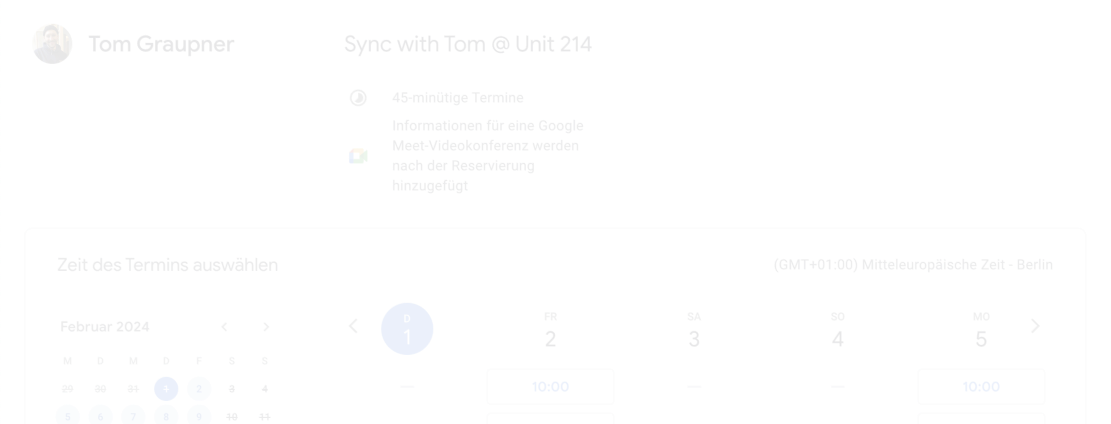 Tom Graupner
Sync with Tom @ Unit 214
45-minütige Termine
Informationen für eine Google
Meet-Videokonferenz werden
nach der Reservierung
hinzugefügt
Zeit des Termins auswählen
(GMT+01:00) Mitteleuropäische Zeit - Berlin
Februar 2024
D FR SA SO MO
1 2 3 4 5
M D M D F S S
29 30 31 1 2 3 4
— 10:00 — — 10:00
5 6 7 8 9 10 11